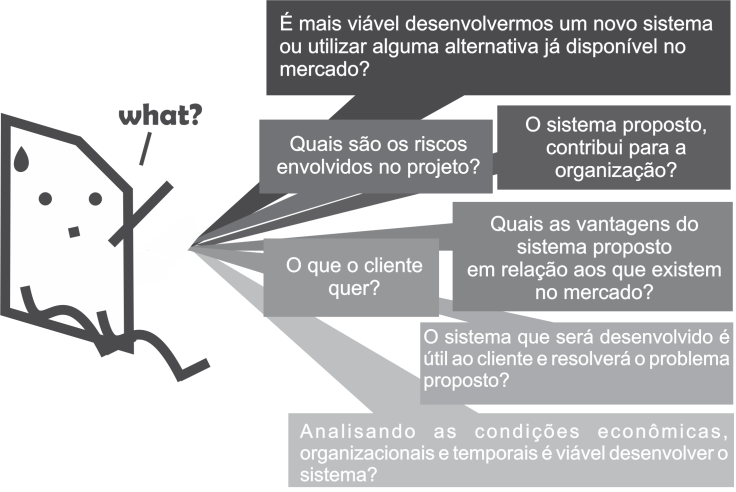 É mais viável desenvolvermos um novo sistema
ou utilizar alguma alternativa já disponível no
mercado?
what?
Quais são os riscos
envolvidos no projeto?
O sistema proposto,
contribui para a
organização?
Quais as vantagens do
sistema proposto
em relação aos que existem
no mercado?
O que o cliente
quer?
O sistema que será desenvolvido é
útil ao cliente e resolverá o problema
proposto?
Analisando as condições econômicas,
organizacionais e temporais é viável desenvolver o
sistema?